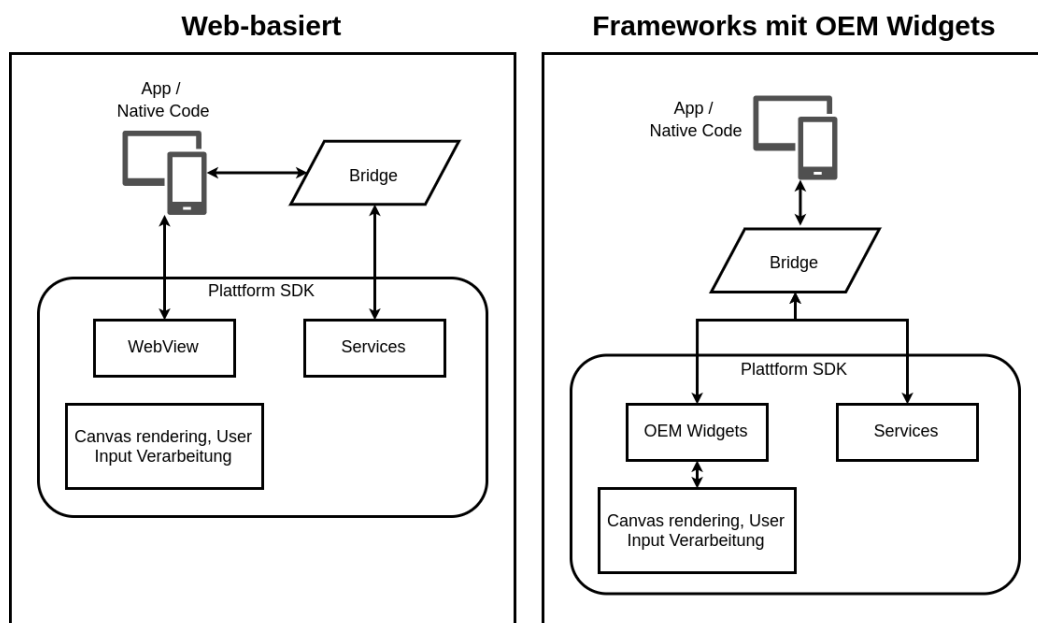 Web-basiert
App /
Native Code
Bridge
Plattform SDK
WebView
Services
Canvas rendering, User
Input Verarbeitung
Frameworks mit OEM Widgets
App /
Native Code
Bridge
Plattform SDK
OEM Widgets
Services
Canvas rendering, User
Input Verarbeitung